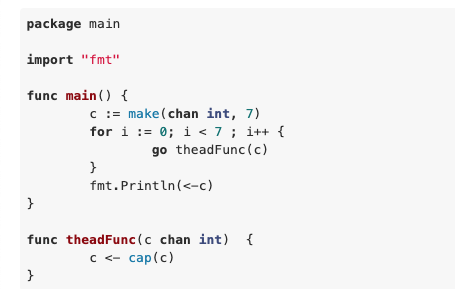 package main

import "fmt"

func main() {
        c := make(chan int, 7)
        for i := 0; i < 7 ; i++ {
                go theadFunc(c)
        }
        fmt.Println(<-c)
}

func theadFunc(c chan int)  {
        c <- cap(c)
}